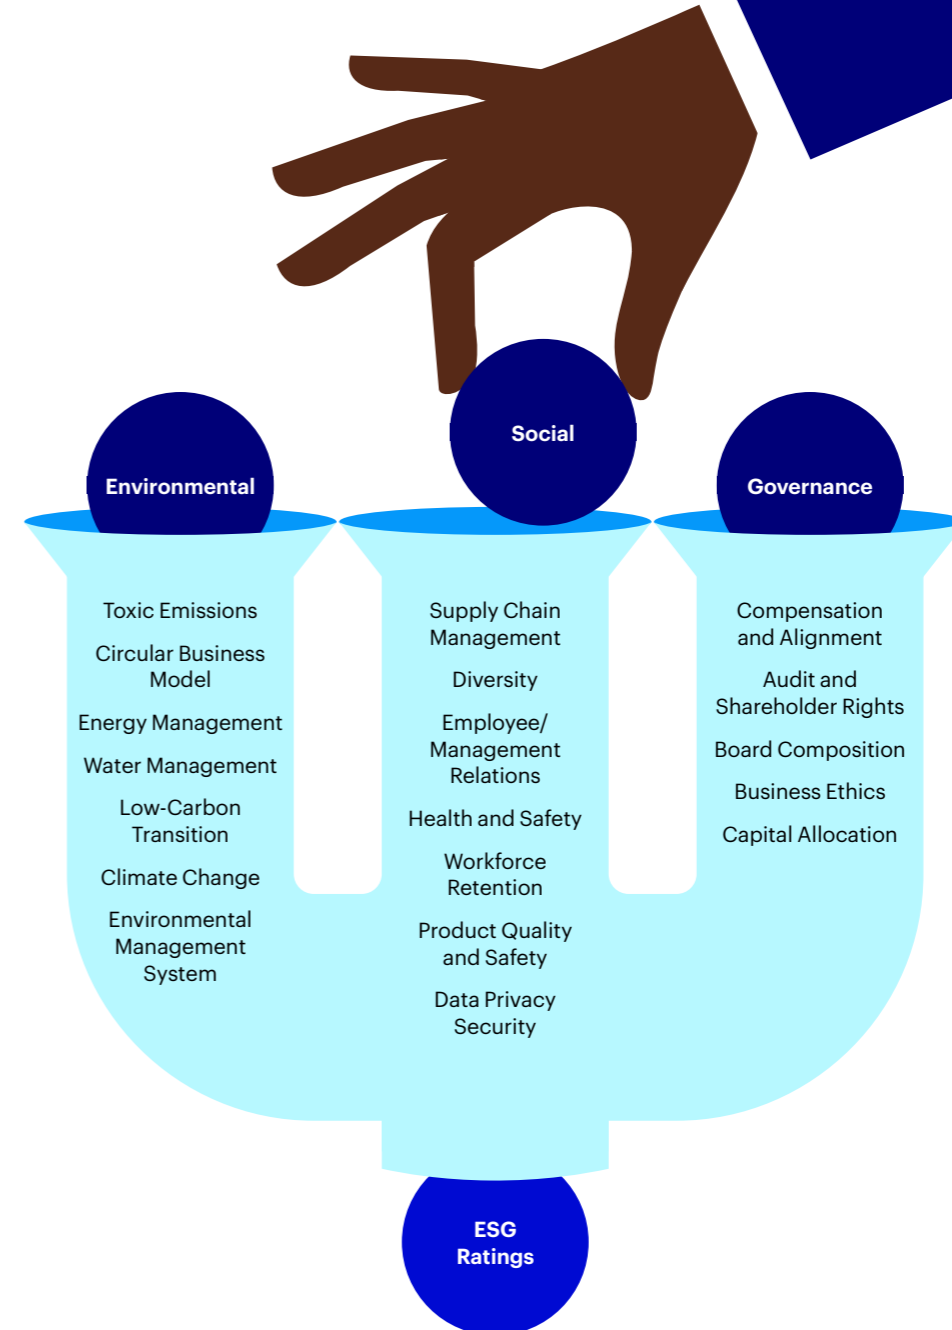 Social
Environmental
Governance
Toxic Emissions
Circular Business
Model
Energy Management
Water Management
Low-Carbon
Transition
Climate Change
Environmental
Management
System
Supply Chain
Management
Diversity
Employee/
Management
Relations
Health and Safety
Workforce
Retention
Product Quality
and Safety
Data Privacy
Security
Compensation
and Alignment
Audit and
Shareholder Rights
Board Composition
Business Ethics
Capital Allocation
ESG
Ratings